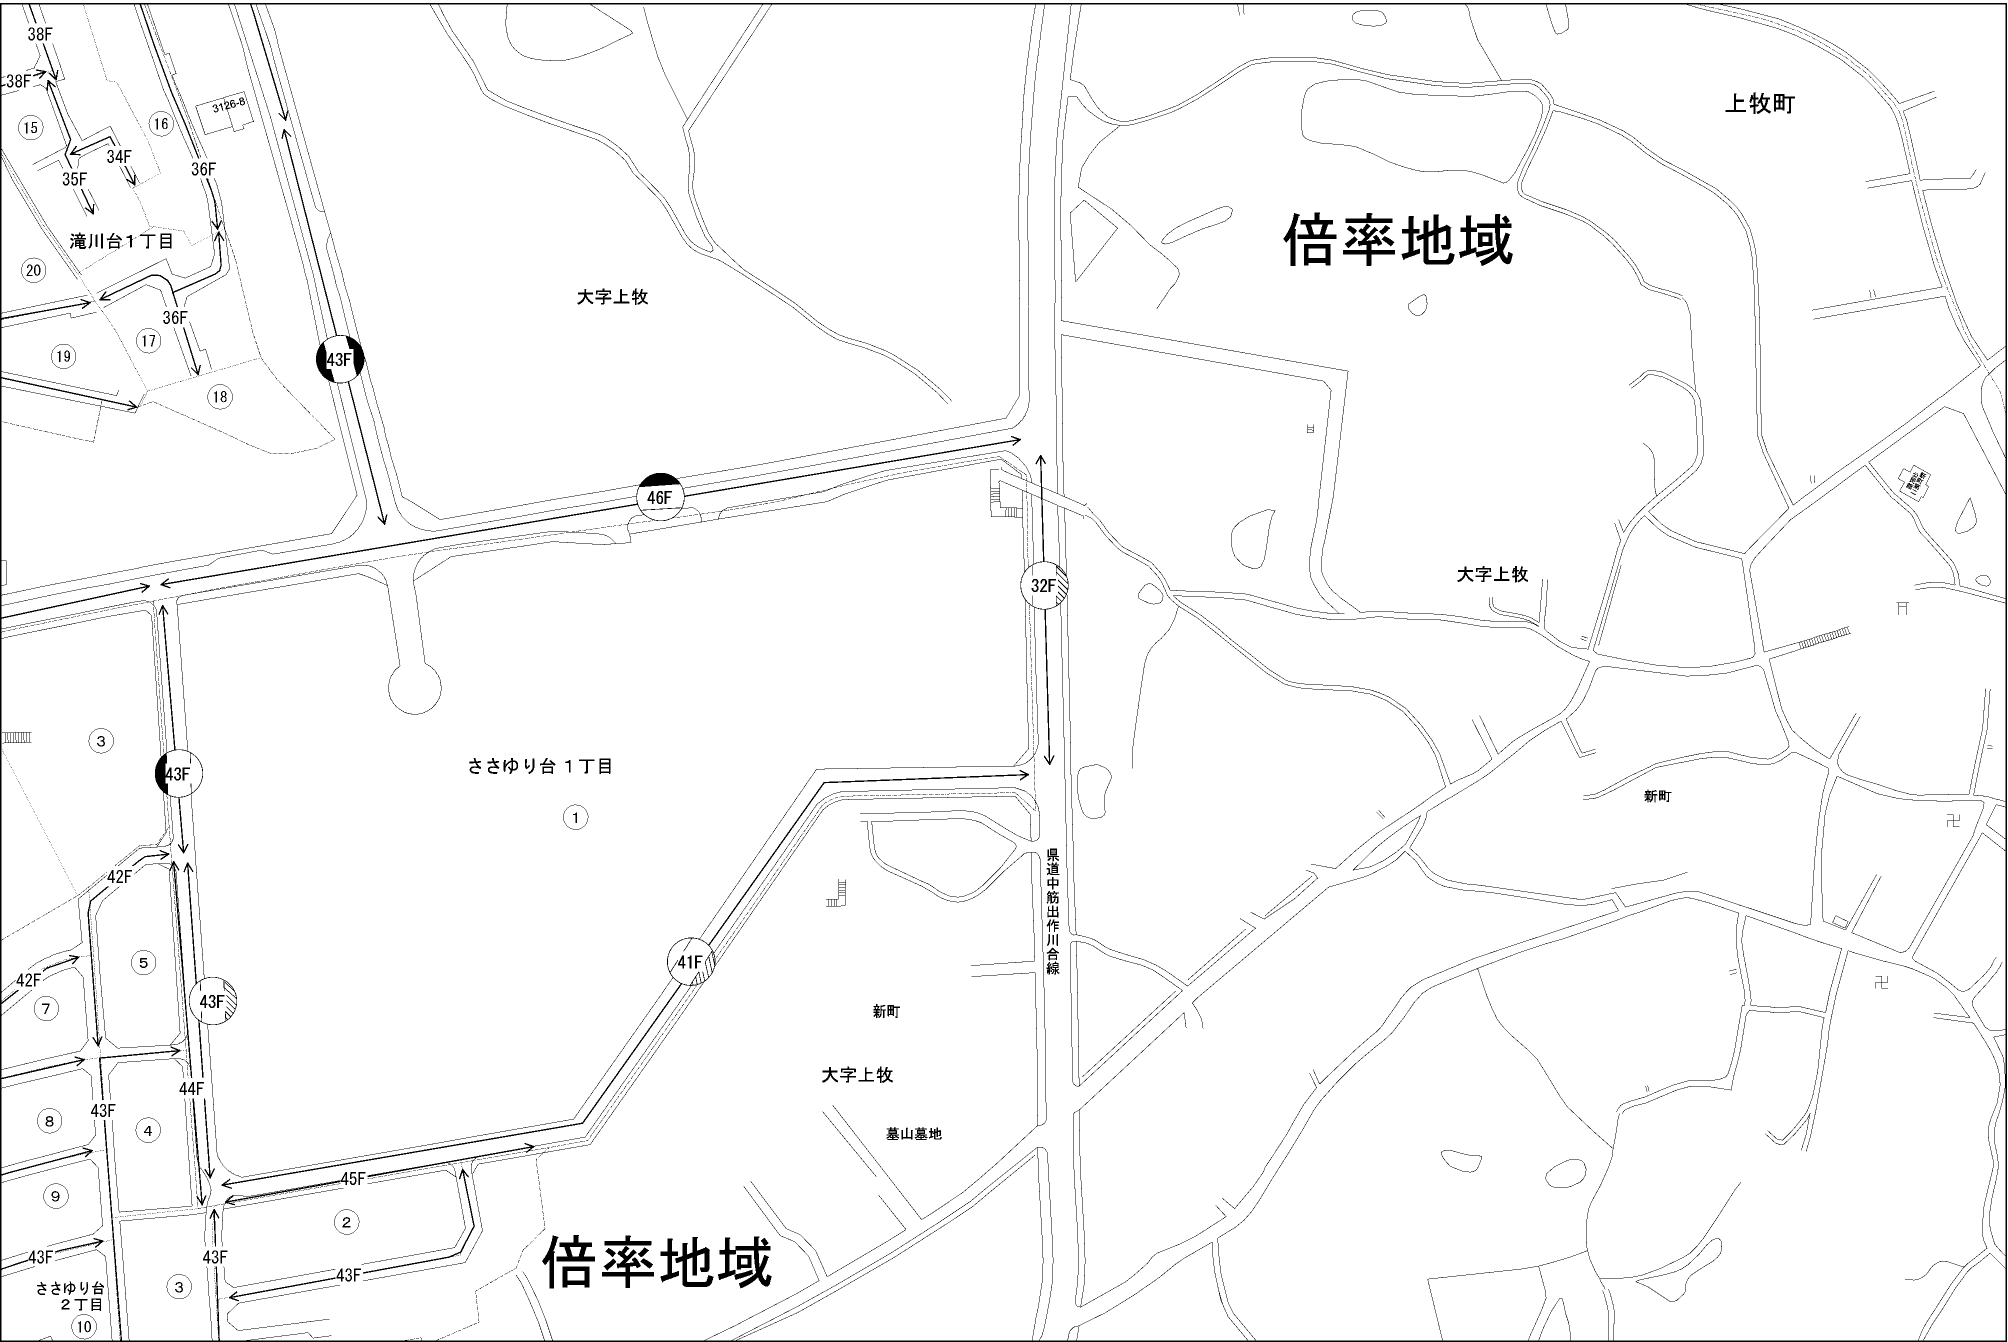 38F
38F
3126-8
上牧町
16
15
34F
36F
35F
倍率地域
滝川台1丁目
20
大字上牧
36F
17
19
43F
18
46F
大字上牧
32F
3
ささゆり台 1丁目
43F
新町
1
県道中筋出作川合線
42F
5
41F
42F
43F
7
新町
大字上牧
44F
43F
8
4
墓山墓地
45F
9
2
43F
43F
倍率地域
43F
ささゆり台
2丁目
3
10